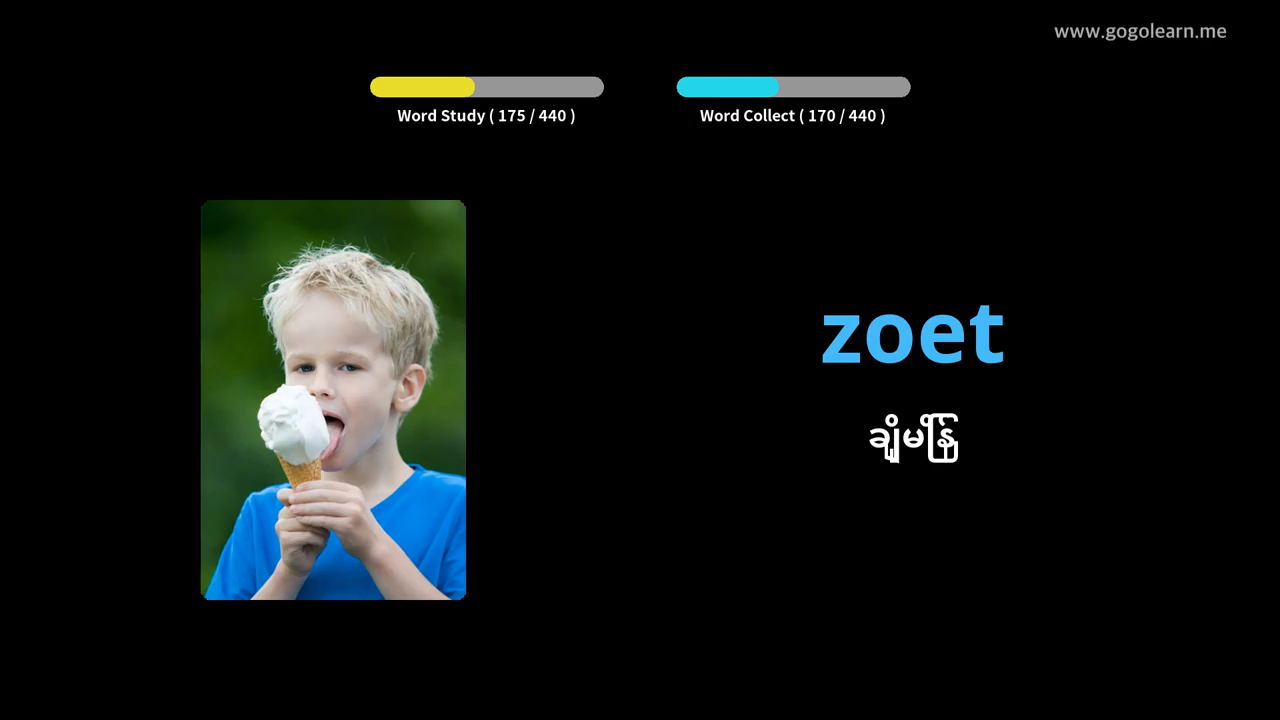 www.gogolearn.me
Word Study ( 175 / 440 )
Word Collect ( 170 / 440 )
zoet
ချိုမြိန်